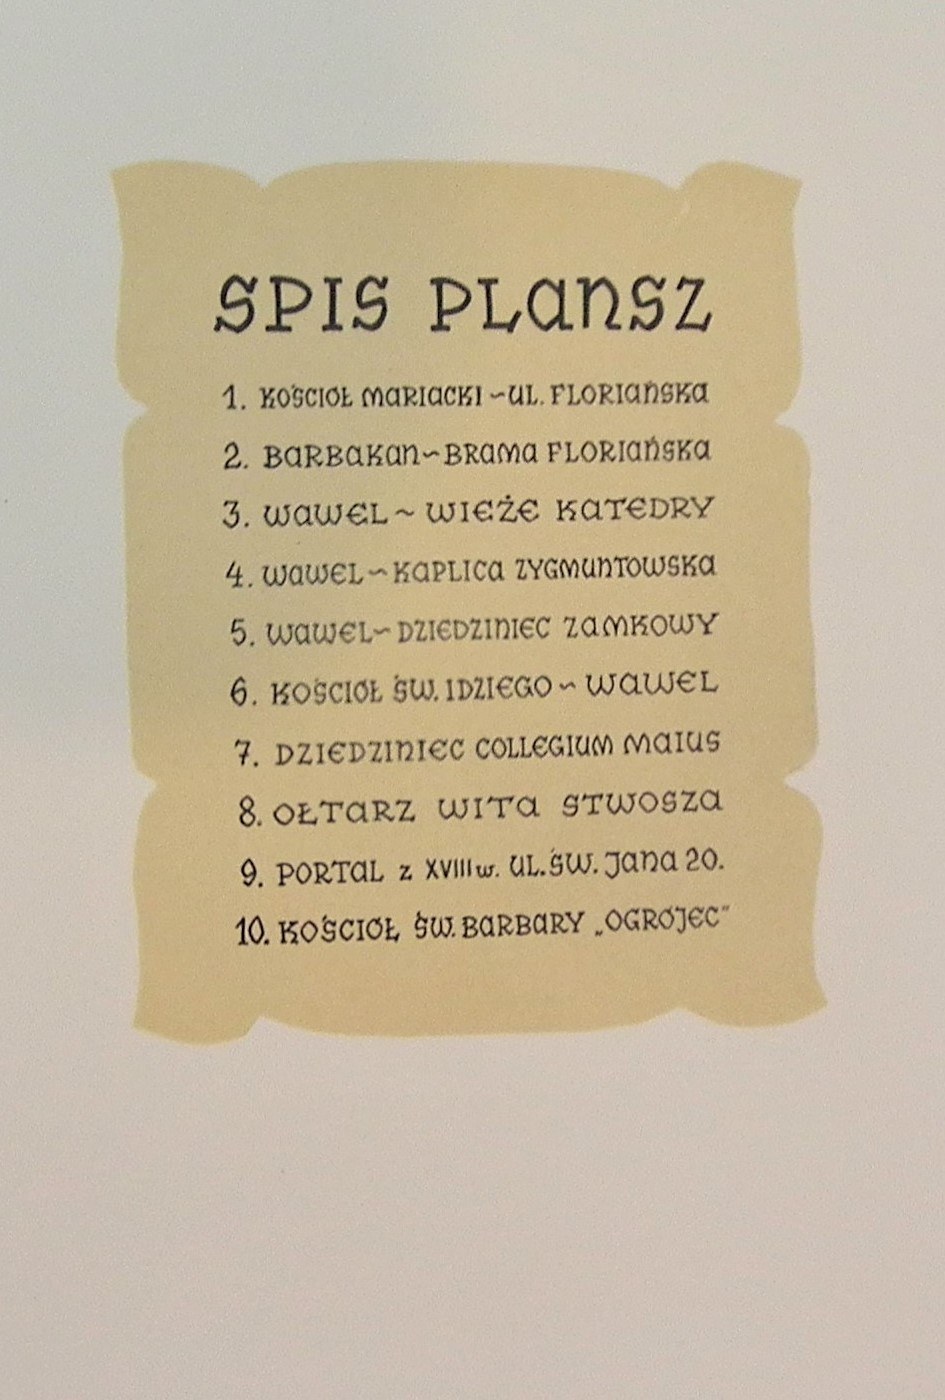 SPIS PLANSZ
1. KOŚCIÓŁ MARIACKI ~ UL. FLORIAŃSKA
2. BARBAKAN ~ BRAMA FLORIAŃSKA
3. WAWEL ~ WIEŻE KATEDRY
4. WAWEL ~ KAPLICA ZYGMUNTOWSKA
5. WAWEL ~ DZIEDZINIEC ZAMKOWY
6. KOŚCIÓŁ ŚW. IDZIEGO ~ WAWEL
7. DZIEDZINIEC COLLEGIUM MAIUS
8. OŁTARZ WITA STWOSZA
9. PORTAL z XVIII w. UL. ŚW. JANA 20.
10. KOŚCIÓŁ ŚW. BARBARY „OGRÓJEC"